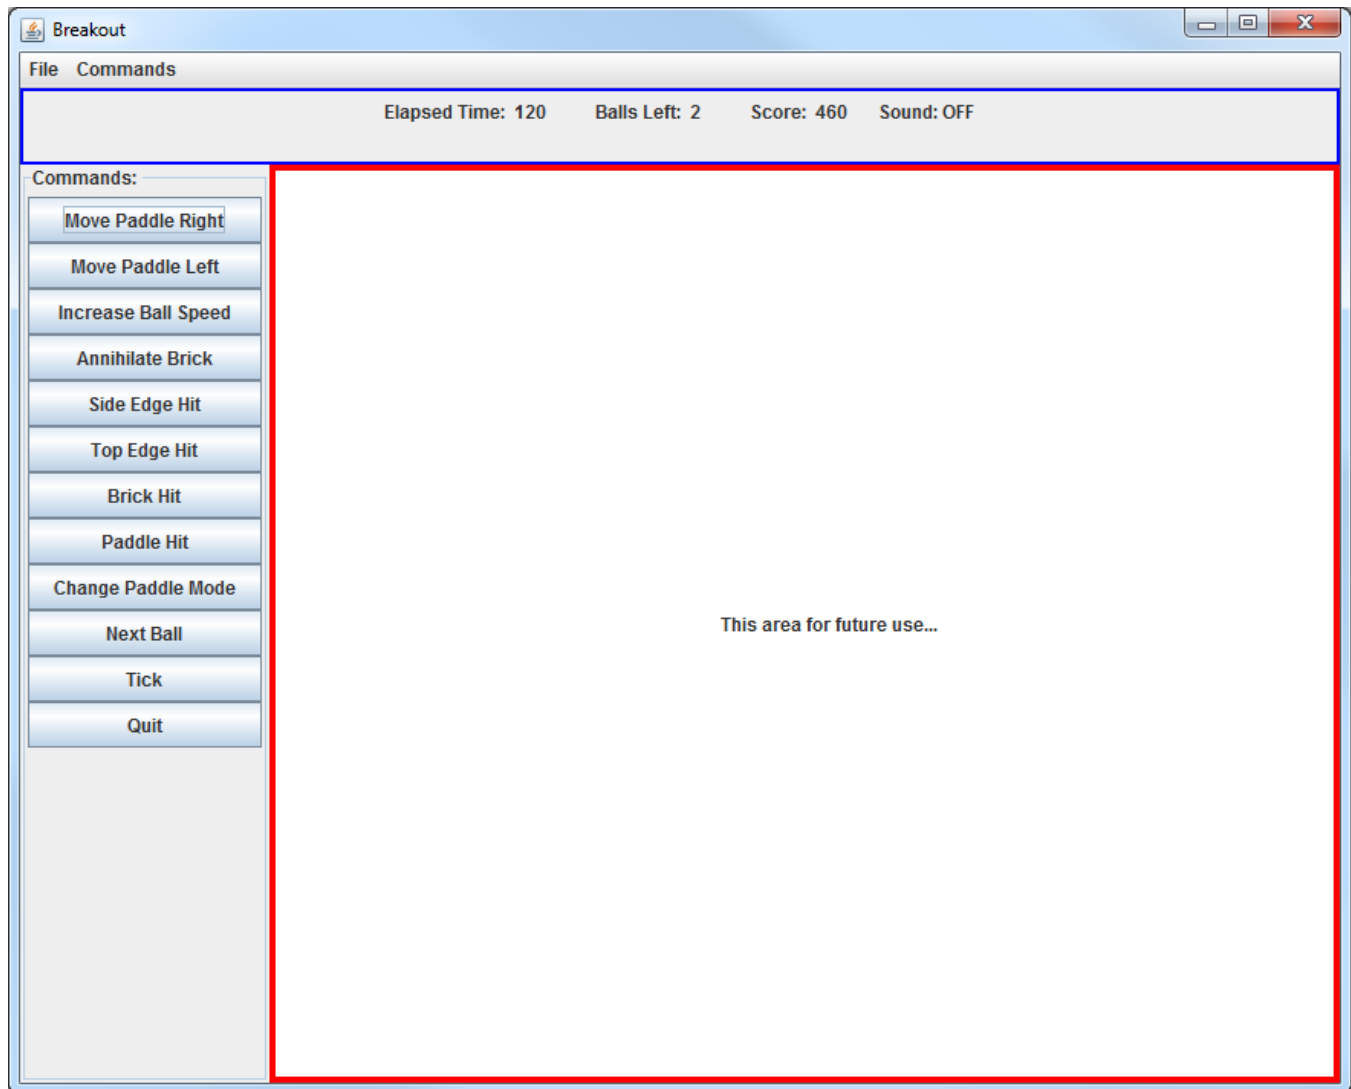 Breakout
File Commands
Elapsed Time: 120 Balls Left: 2 Score: 460 Sound: OFF
Commands:
Move Paddle Right
Move Paddle Left
Increase Ball Speed
Annihilate Brick
Side Edge Hit
Top Edge Hit
Brick Hit
Paddle Hit
Change Paddle Mode
Next Ball
This area for future use...
Tick
Quit